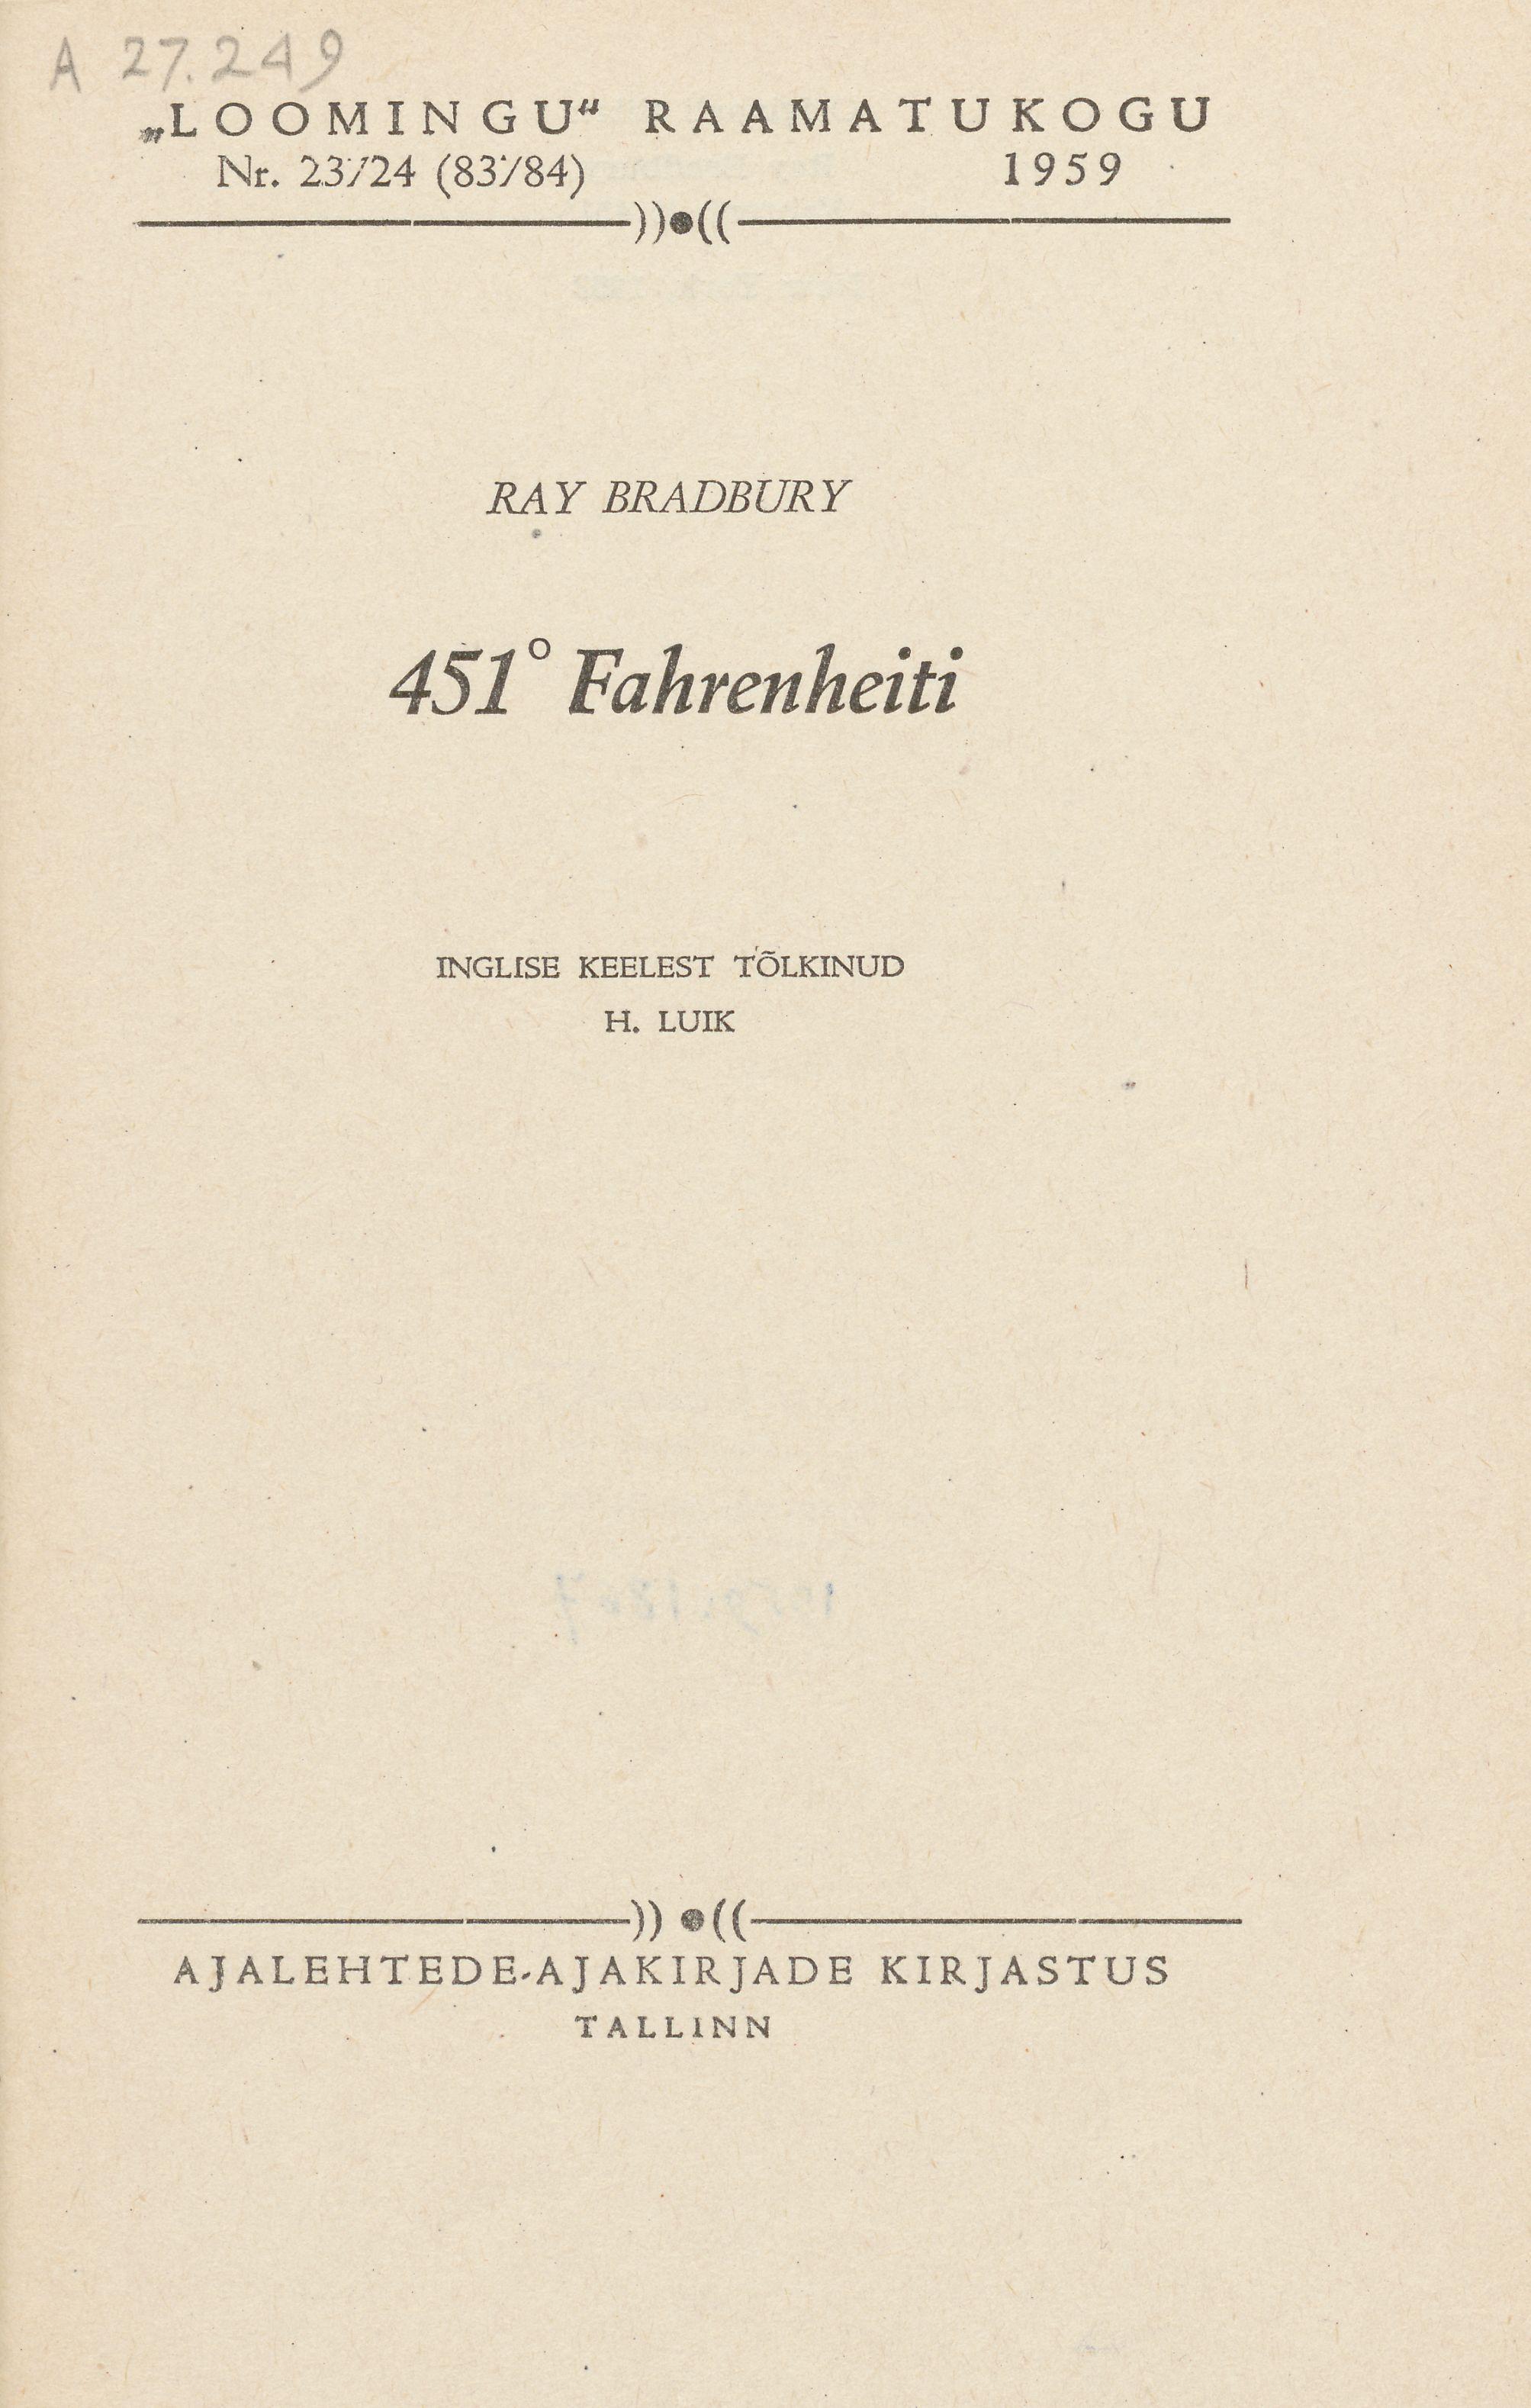 A 27.249
„LOOMINGU“ RAAMATUKOGU
Nr. 23/24 (83/84) 1959
RAY BRADBURY
451° Fahrenheiti
INGLISE KEELEST TÕLKINUD
H. LUIK
AJALEHTEDE-AJAKIRJADE KIRJASTUS
TALLINN